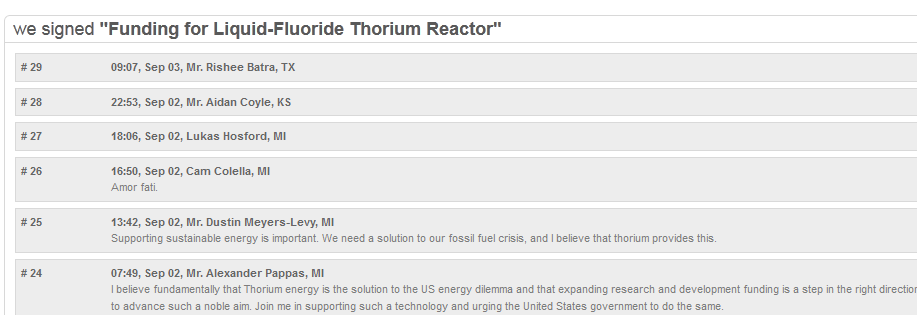 we signed "Funding for Liquid-Fluoride Thorium Reactor"
# 29 09:07, Sep 03, Mr. Rishee Batra, TX
# 28 22:53, Sep 02, Mr. Aidan Coyle, KS
# 27 18:06, Sep 02, Lukas Hosford, MI
# 26 16:50, Sep 02, Cam Colella, MI
Amor fati.
# 25 13:42, Sep 02, Mr. Dustin Meyers-Levy, MI
Supporting sustainable energy is important. We need a solution to our fossil fuel crisis, and I believe that thorium provides this.
# 24 07:49, Sep 02, Mr. Alexander Pappas, MI
I believe fundamentally that Thorium energy is the solution to the US energy dilemma and that expanding research and development funding is a step in the right direction
to advance such a noble aim. Join me in supporting such a technology and urging the United States government to do the same.